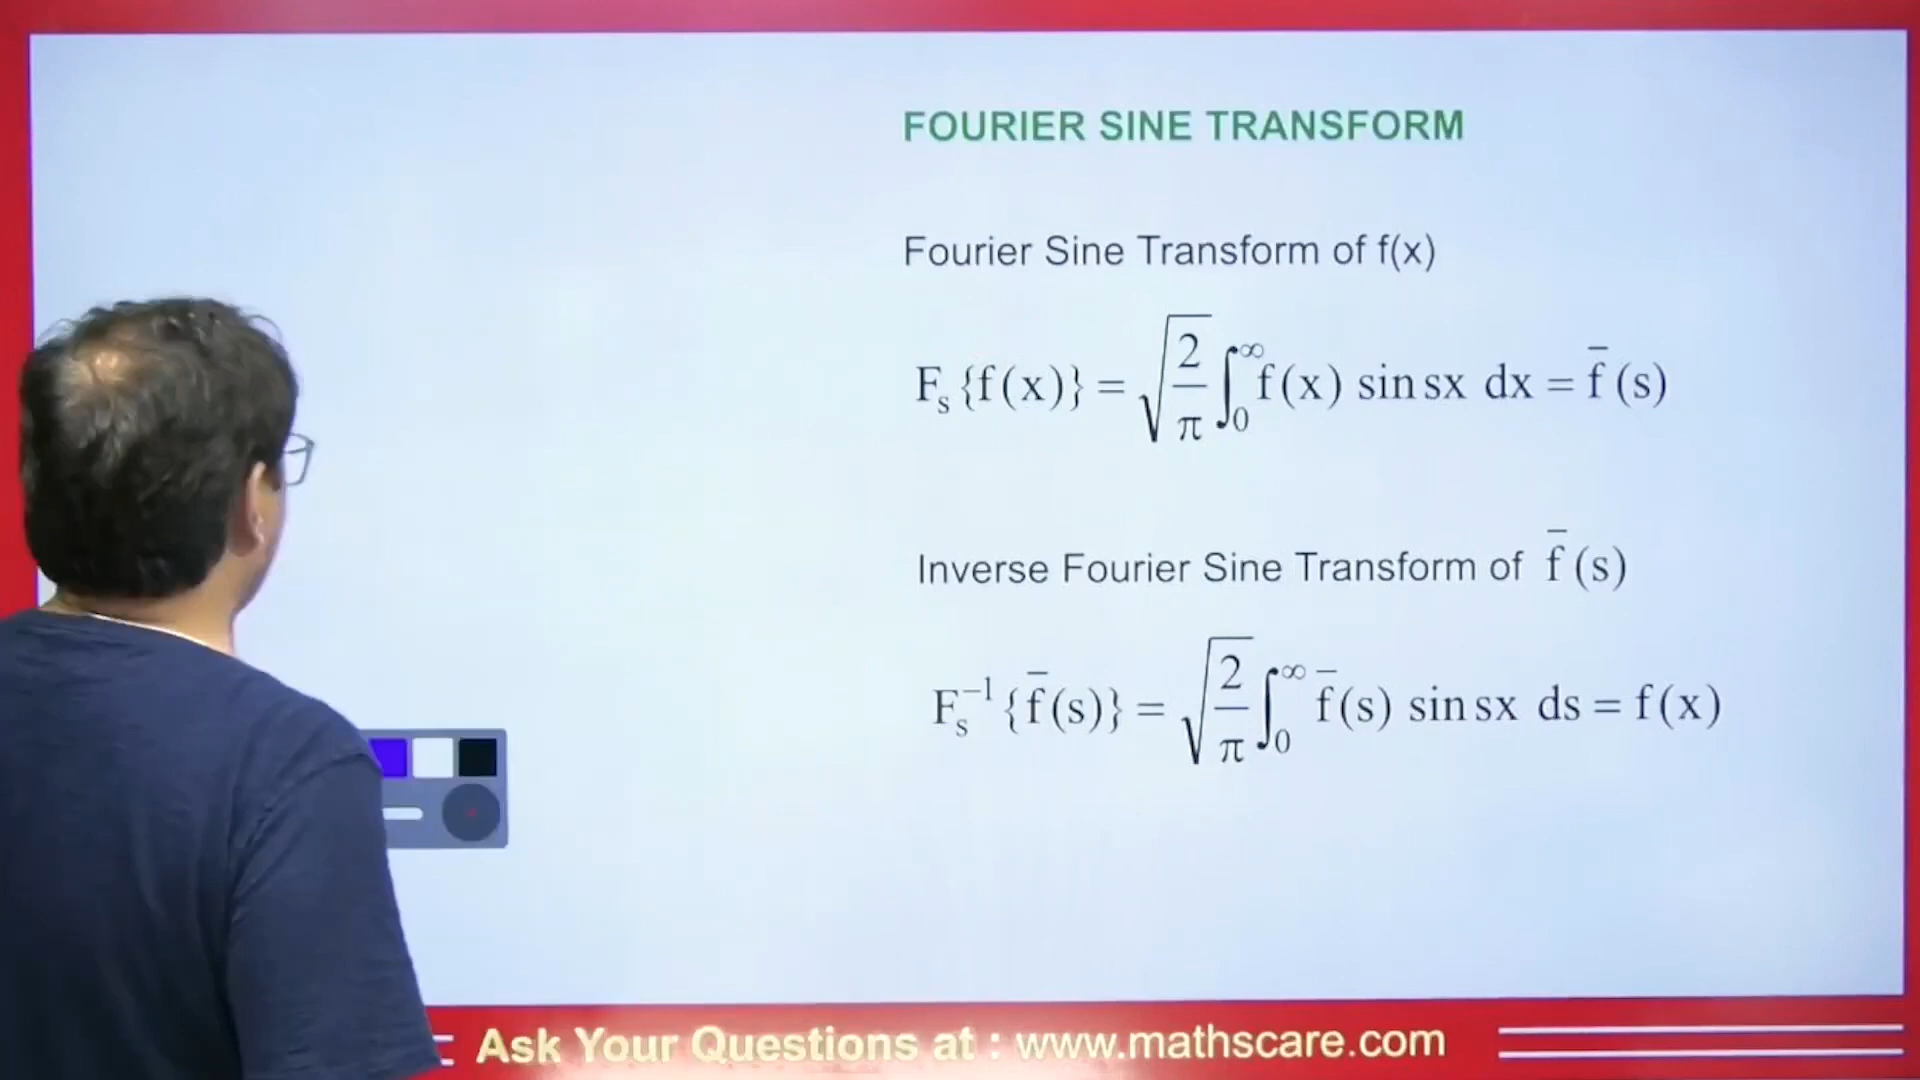 FOURIER SINE TRANSFORM
Fourier Sine Transform of f(x)
Fₛ{f(x)} = √(2/π) ∫₀^∞ f(x) sin sx dx = f̄(s)
Inverse Fourier Sine Transform of f̄(s)
Fₛ⁻¹{f̄(s)} = √(2/π) ∫₀^∞ f̄(s) sin sx ds = f(x)
Ask Your Questions at : www.mathscare.com